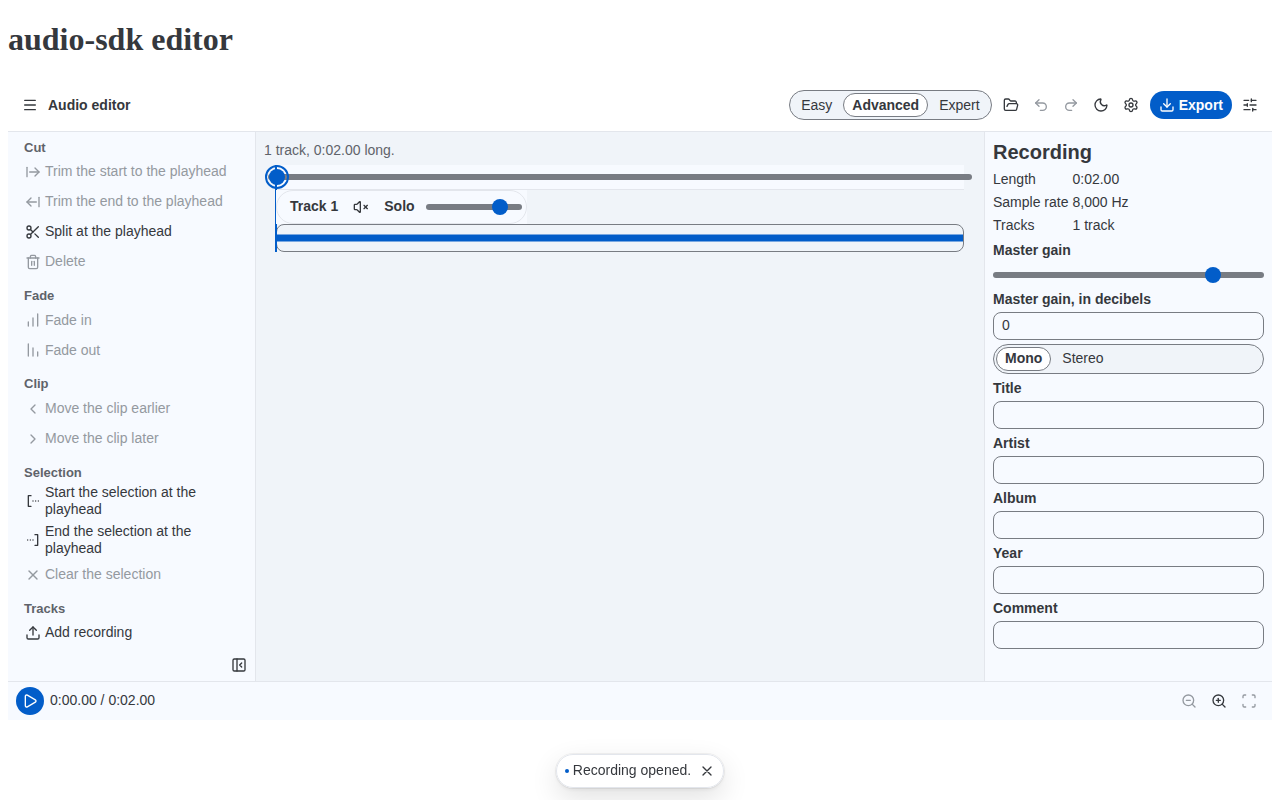 audio-sdk editor
Audio editor
Easy Advanced Expert
Export
Cut
Trim the start to the playhead
Trim the end to the playhead
Split at the playhead
Delete
Fade
Fade in
Fade out
Clip
Move the clip earlier
Move the clip later
Selection
Start the selection at the
playhead
End the selection at the
playhead
Clear the selection
Tracks
Add recording
1 track, 0:02.00 long.
Track 1 Solo
Recording
Length 0:02.00
Sample rate 8,000 Hz
Tracks 1 track
Master gain
Master gain, in decibels
0
Mono Stereo
Title
Artist
Album
Year
Comment
0:00.00 / 0:02.00
Recording opened.